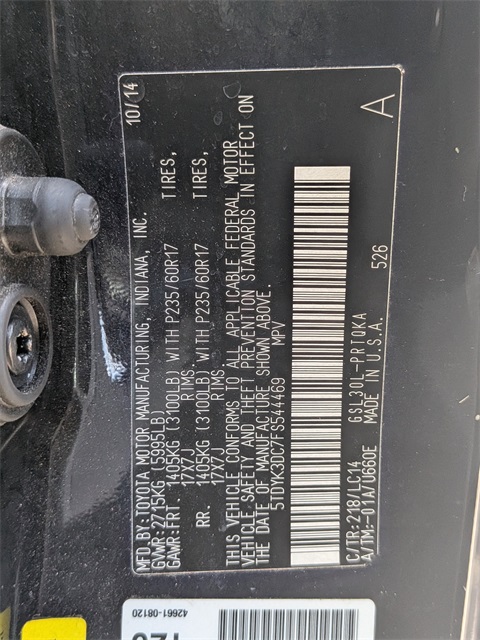 MFD.BY:TOYOTA MOTOR MANUFACTURING, INDIANA, INC. 10/14
GVWR:2715KG (5995LB)
GAWR:FRT. 1405KG (3100LB) WITH P235/60R17 TIRES,
17X7J RIMS.
RR. 1405KG (3100LB) WITH P235/60R17 TIRES,
17X7J RIMS.
THIS VEHICLE CONFORMS TO ALL APPLICABLE FEDERAL MOTOR
VEHICLE SAFETY AND THEFT PREVENTION STANDARDS IN EFFECT ON
THE DATE OF MANUFACTURE SHOWN ABOVE.
5TDYK3DC7FS544469 MPV
A
C/TR:218/LC14 GSL30L-PRTQKA
A/TM:-01A/U660E MADE IN U.S.A. 526
42661-08120